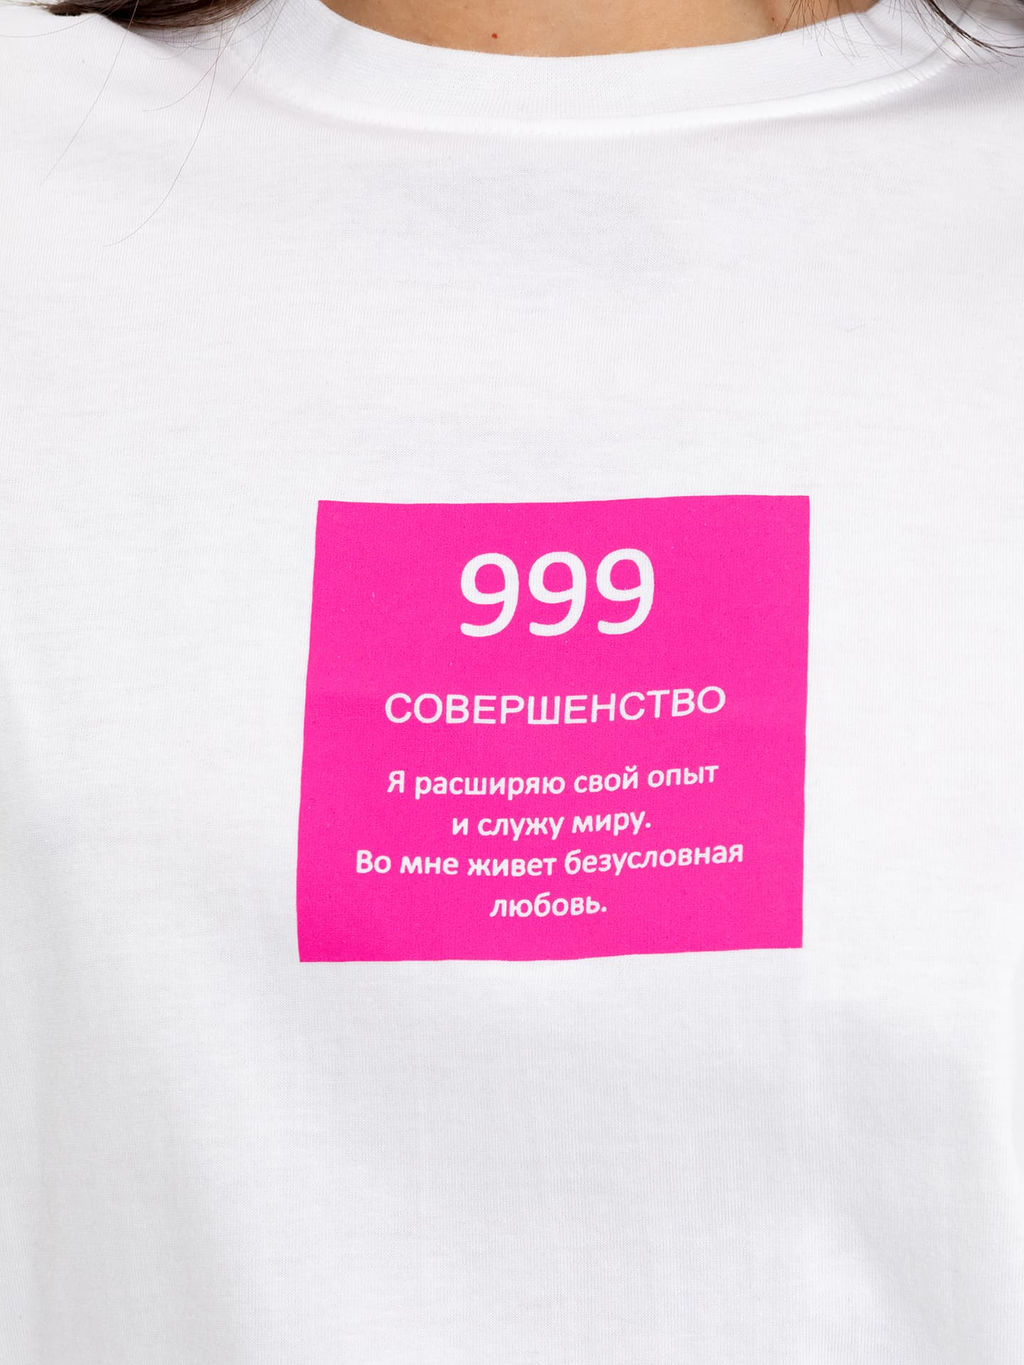 999
СОВЕРШЕНСТВО
Я расширяю свой опыт
и служу миру.
Во мне живет безусловная
любовь.